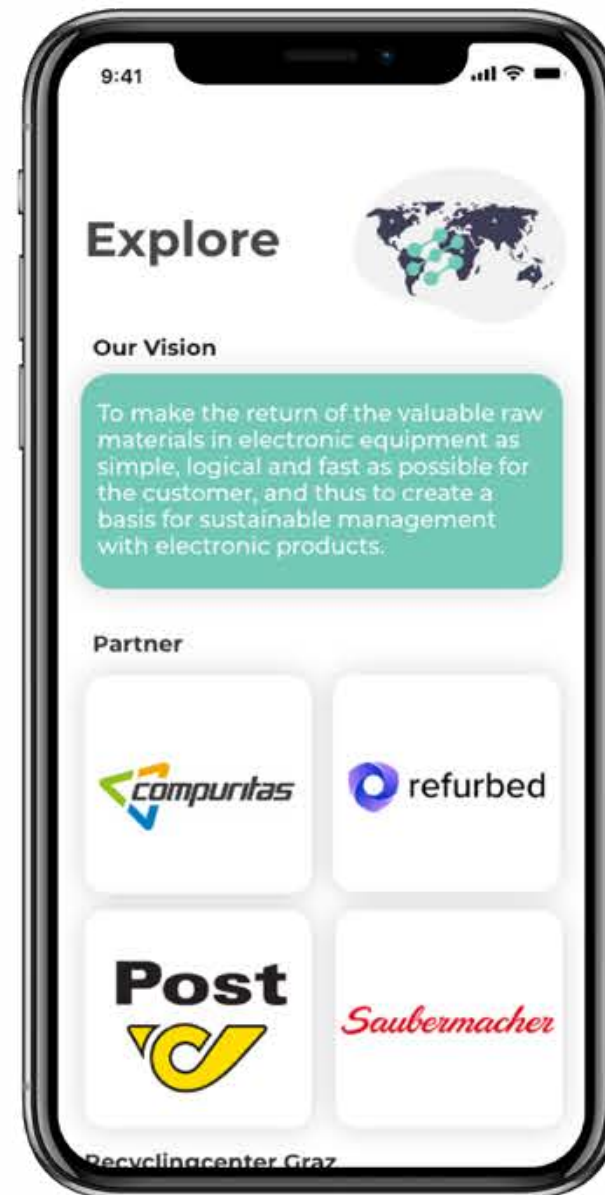 9:41
Explore
Our Vision
To make the return of the valuable raw
materials in electronic equipment as
simple, logical and fast as possible for
the customer, and thus to create a
basis for sustainable management
with electronic products.
Partner
compuritas
refurbed
Post
Saubermacher
Recyclingcenter Graz